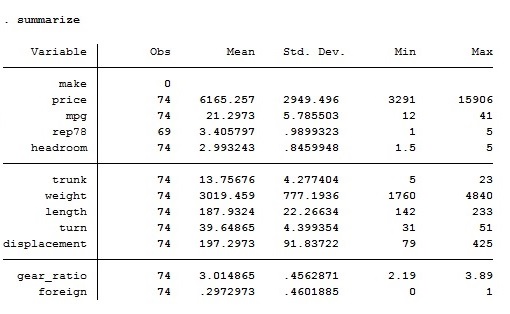 . summarize
Variable Obs Mean Std. Dev. Min Max
make 0
price 74 6165.257 2949.496 3291 15906
mpg 74 21.2973 5.785503 12 41
rep78 69 3.405797 .9899323 1 5
headroom 74 2.993243 .8459948 1.5 5
trunk 74 13.75676 4.277404 5 23
weight 74 3019.459 777.1936 1760 4840
length 74 187.9324 22.26634 142 233
turn 74 39.64865 4.399354 31 51
displacement 74 197.2973 91.83722 79 425
gear_ratio 74 3.014865 .4562871 2.19 3.89
foreign 74 .2972973 .4601885 0 1